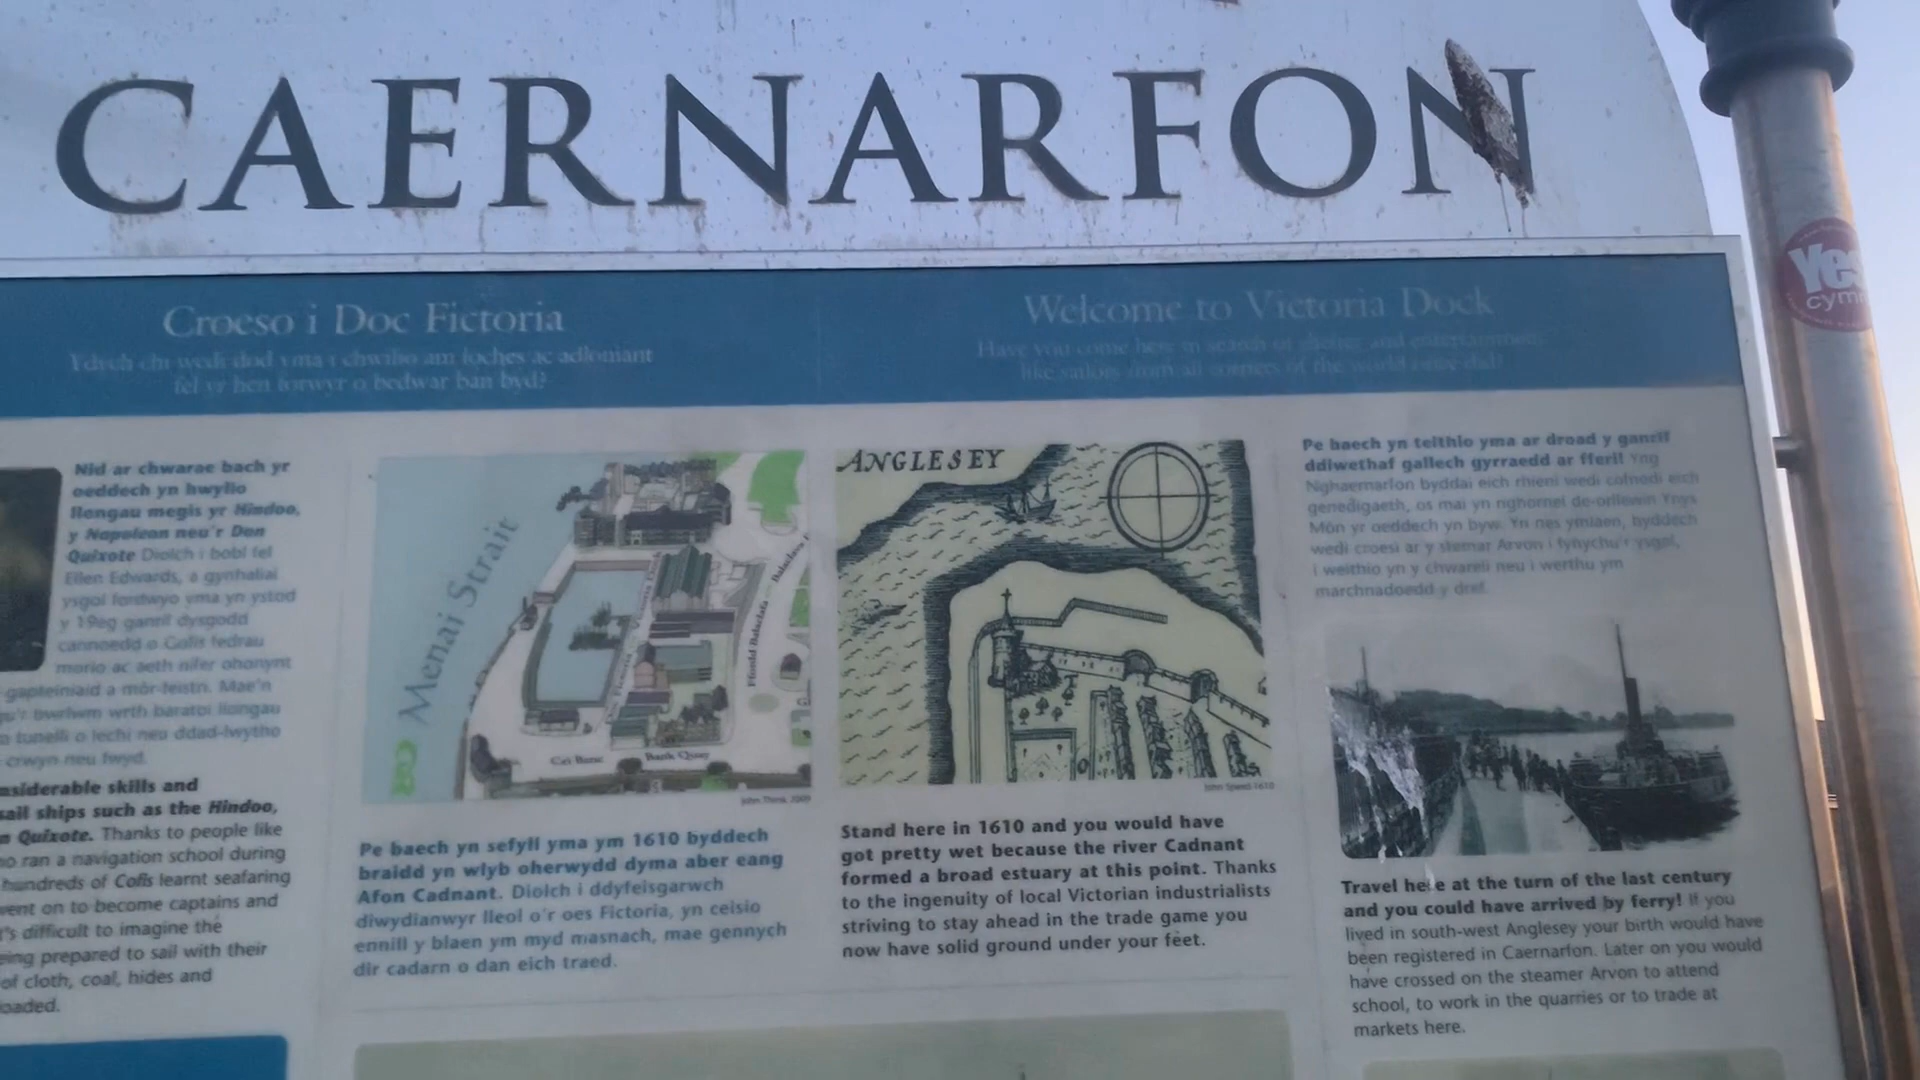 CAERNARFON
Yes
cym
Croeso i Doc Fictoria
Ydych chi wedi dod yma i chwilio am loches ac adloniant
fel yr hen forwyr o bedwar ban byd?
Welcome to Victoria Dock
Have you come here in search of shelter and entertainment
like sailors from all corners of the world once did?
Nid ar chwarae bach yr
oeddech yn hwylio
llongau megis yr Hindoo,
y Napolean neu'r Don
Quixote Diolch i bobl fel
Ellen Edwards, a gynhaliai
ysgol fordwyo yma yn ystod
y 19eg ganrif dysgodd
cannoedd o Gofis fedrau
morio ac aeth nifer ohonynt
gapteiniaid a môr-feistri. Mae'n
bwrlwm wrth baratoi llongau
tunelli o lechi neu ddad-lwytho
crwyn neu fwyd.
considerable skills and
sail ships such as the Hindoo,
Quixote. Thanks to people like
ran a navigation school during
hundreds of Cofis learnt seafaring
went on to become captains and
It's difficult to imagine the
being prepared to sail with their
of cloth, coal, hides and
loaded.
Menai Strait
Victoria Dock
Ffordd Balaclafa
Balaclava
Cei Banc
Bank Quay
John Think, 2009
Pe baech yn sefyll yma ym 1610 byddech
braidd yn wlyb oherwydd dyma aber eang
Afon Cadnant. Diolch i ddyfeisgarwch
diwydianwyr lleol o'r oes Fictoria, yn ceisio
ennill y blaen ym myd masnach, mae gennych
dir cadarn o dan eich traed.
ANGLESEY
John Speed 1610
Stand here in 1610 and you would have
got pretty wet because the river Cadnant
formed a broad estuary at this point. Thanks
to the ingenuity of local Victorian industrialists
striving to stay ahead in the trade game you
now have solid ground under your feet.
Pe baech yn teithio yma ar droad y ganrif
ddiwethaf gallech gyrraedd ar fferi! Yng
Nghaernarfon byddai eich rhieni wedi cofnodi eich
genedigaeth, os mai yn nghornel de-orllewin Ynys
Môn yr oeddech yn byw. Yn nes ymlaen, byddech
wedi croesi ar y stemar Arvon i fynychu'r ysgol,
i weithio yn y chwareli neu i werthu ym
marchnadoedd y dref.
Travel here at the turn of the last century
and you could have arrived by ferry! If you
lived in south-west Anglesey your birth would have
been registered in Caernarfon. Later on you would
have crossed on the steamer Arvon to attend
school, to work in the quarries or to trade at
markets here.